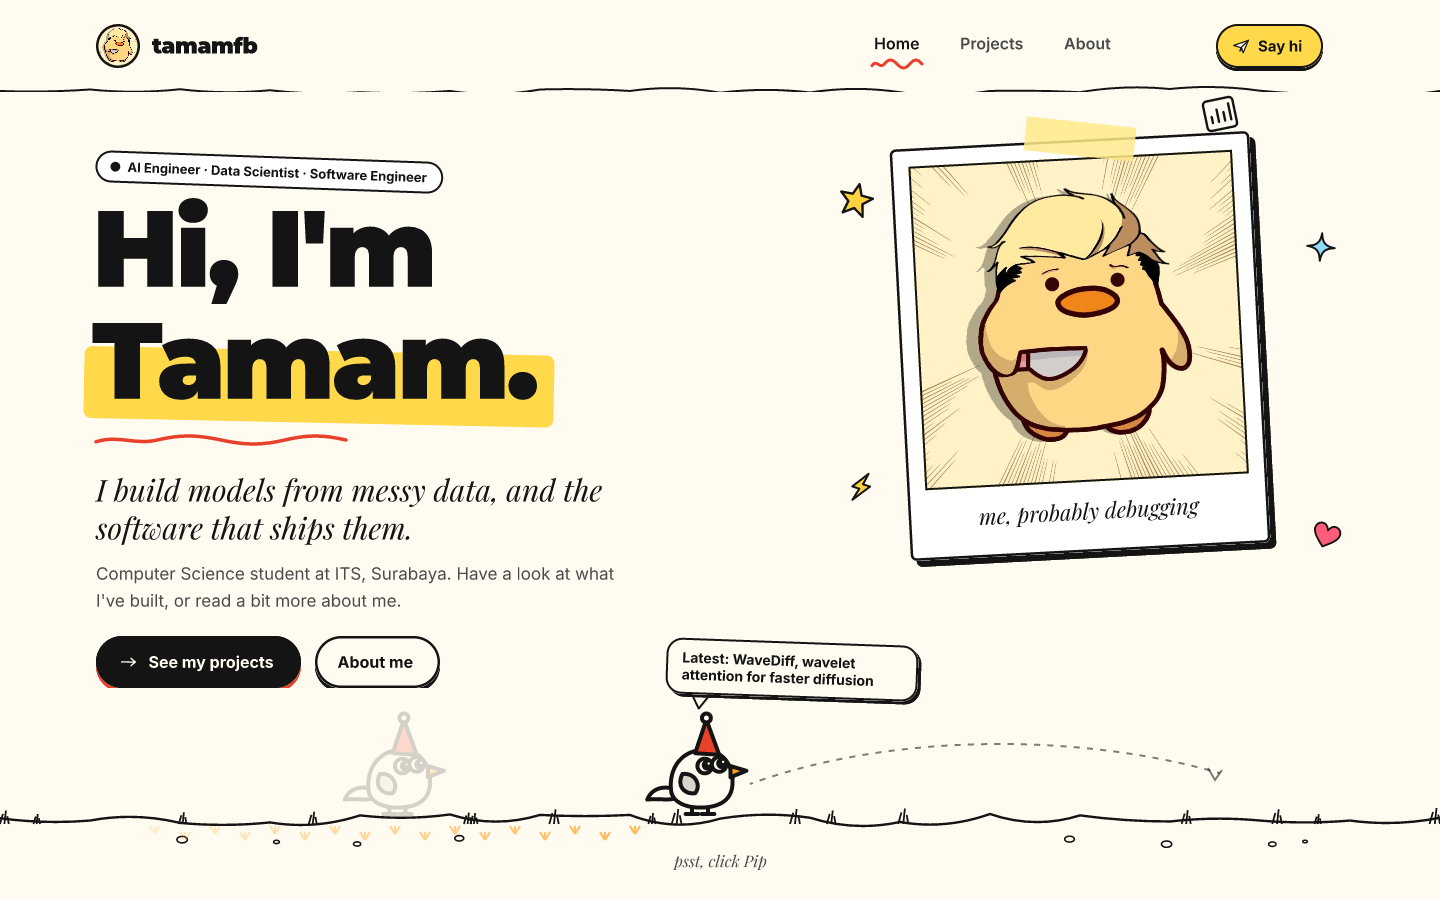 tamamfb
Home
Projects
About
Say hi
AI Engineer · Data Scientist · Software Engineer
Hi, I'm
Tamam.
I build models from messy data, and the
software that ships them.
Computer Science student at ITS, Surabaya. Have a look at what
I've built, or read a bit more about me.
See my projects
About me
me, probably debugging
Latest: WaveDiff, wavelet
attention for faster diffusion
psst, click Pip